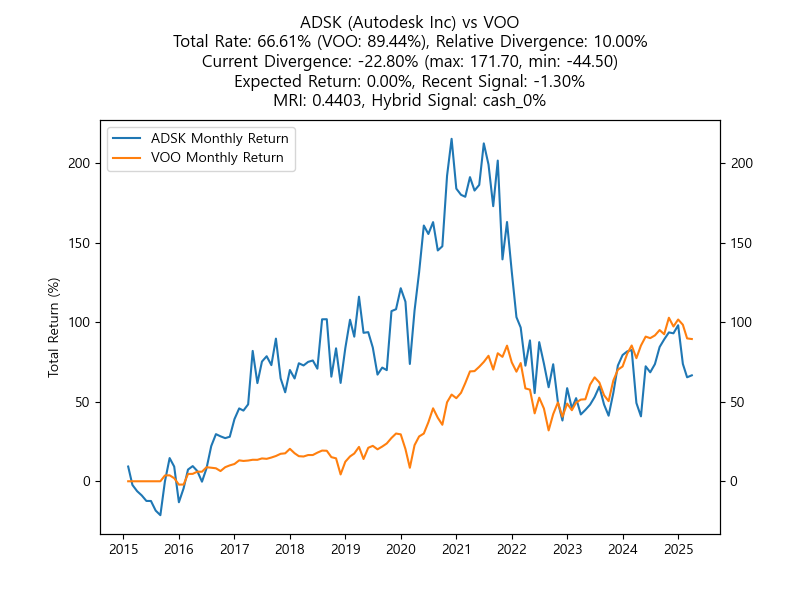 ADSK (Autodesk Inc) vs VOO
Total Rate: 66.61% (VOO: 89.44%), Relative Divergence: 10.00%
Current Divergence: -22.80% (max: 171.70, min: -44.50)
Expected Return: 0.00%, Recent Signal: -1.30%
MRI: 0.4403, Hybrid Signal: cash_0%
ADSK Monthly Return
VOO Monthly Return
Total Return (%)
200
150
100
50
0
200
150
100
50
0
2015 2016 2017 2018 2019 2020 2021 2022 2023 2024 2025